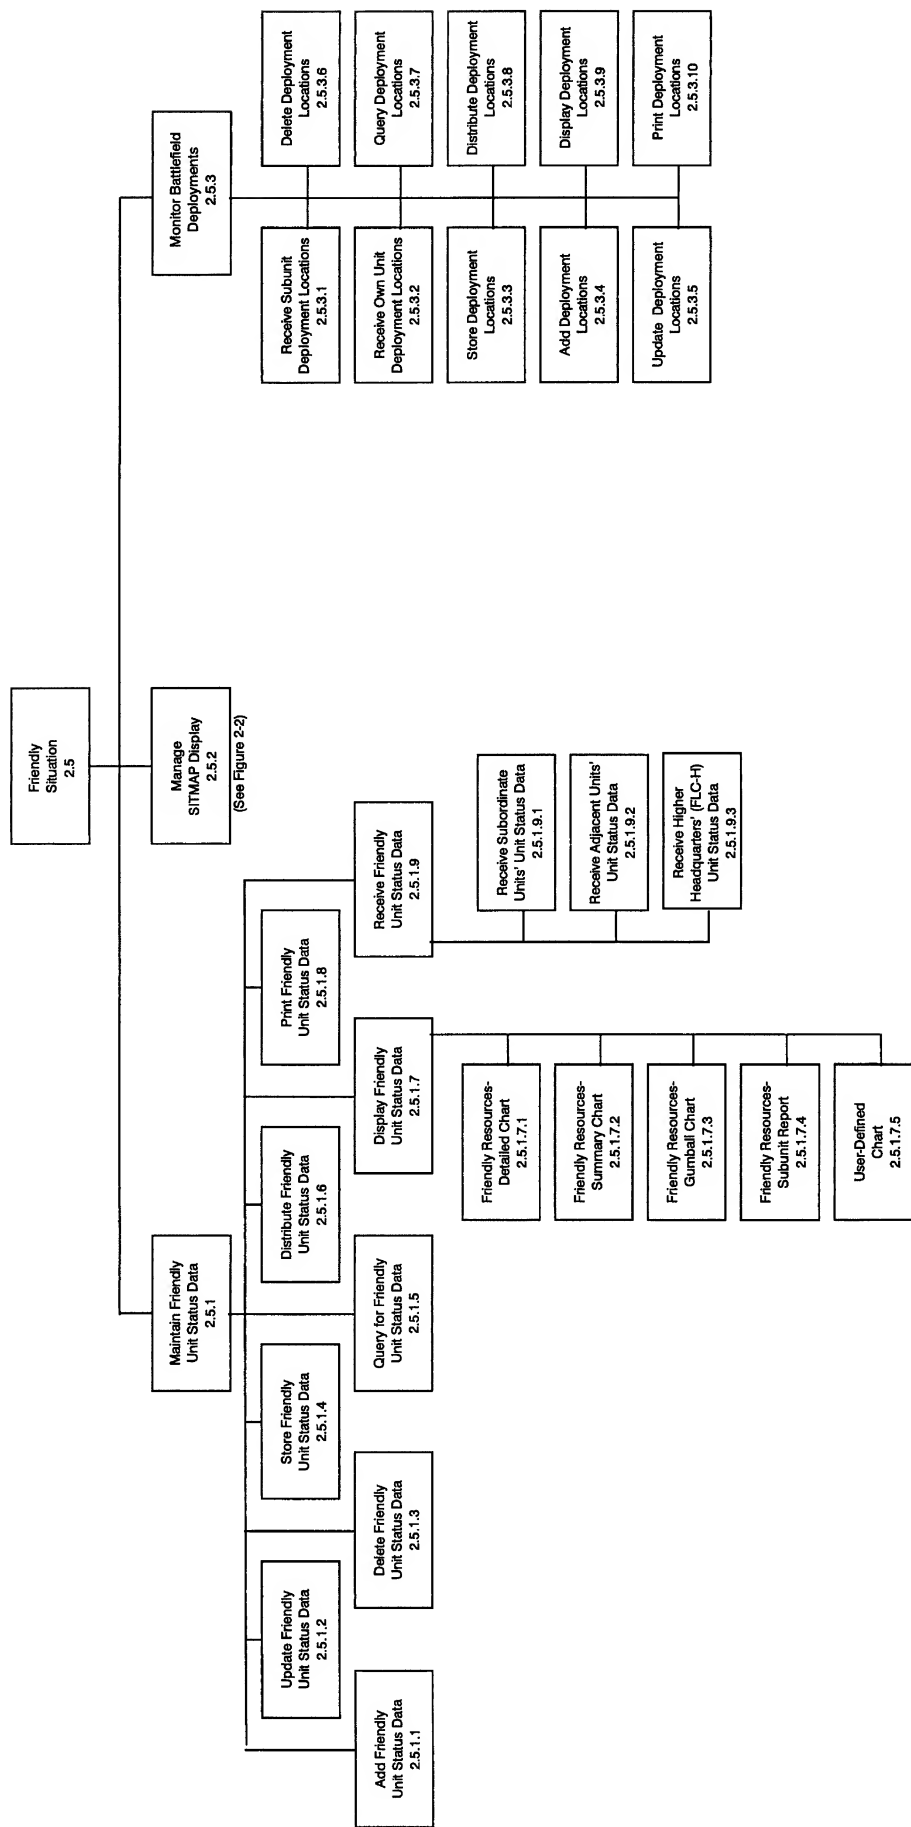 Friendly
Situation
2.5
Maintain Friendly
Unit Status Data
2.5.1
Manage
SITMAP Display
2.5.2
(See Figure 2-2)
Monitor Battlefield
Deployments
2.5.3
Add Friendly
Unit Status Data
2.5.1.1
Update Friendly
Unit Status Data
2.5.1.2
Delete Friendly
Unit Status Data
2.5.1.3
Store Friendly
Unit Status Data
2.5.1.4
Query for Friendly
Unit Status Data
2.5.1.5
Distribute Friendly
Unit Status Data
2.5.1.6
Display Friendly
Unit Status Data
2.5.1.7
Print Friendly
Unit Status Data
2.5.1.8
Receive Friendly
Unit Status Data
2.5.1.9
Friendly Resources-
Detailed Chart
2.5.1.7.1
Friendly Resources-
Summary Chart
2.5.1.7.2
Friendly Resources-
Gumball Chart
2.5.1.7.3
Friendly Resources-
Subunit Report
2.5.1.7.4
User-Defined
Chart
2.5.1.7.5
Receive Subordinate
Units' Unit Status Data
2.5.1.9.1
Receive Adjacent Units'
Unit Status Data
2.5.1.9.2
Receive Higher
Headquarters' (FLC-H)
Unit Status Data
2.5.1.9.3
Receive Subunit
Deployment Locations
2.5.3.1
Receive Own Unit
Deployment Locations
2.5.3.2
Store Deployment
Locations
2.5.3.3
Add Deployment
Locations
2.5.3.4
Update Deployment
Locations
2.5.3.5
Delete Deployment
Locations
2.5.3.6
Query Deployment
Locations
2.5.3.7
Distribute Deployment
Locations
2.5.3.8
Display Deployment
Locations
2.5.3.9
Print Deployment
Locations
2.5.3.10